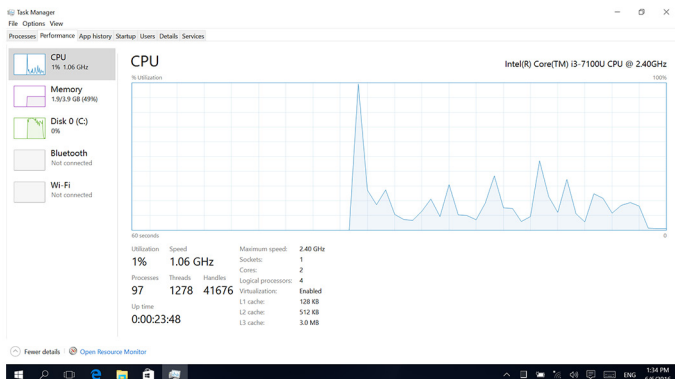 Task Manager
File Options View
Processes Performance App history Startup Users Details Services
CPU
1% 1.06 GHz
Memory
1.9/3.9 GB (49%)
Disk 0 (C:)
0%
Bluetooth
Not connected
Wi-Fi
Not connected
CPU
Intel(R) Core(TM) i3-7100U CPU @ 2.40GHz
% Utilization 100%
60 seconds 0
Utilization Speed
1% 1.06 GHz
Processes Threads Handles
97 1278 41676
Up time
0:00:23:48
Maximum speed: 2.40 GHz
Sockets: 1
Cores: 2
Logical processors: 4
Virtualization: Enabled
L1 cache: 128 KB
L2 cache: 512 KB
L3 cache: 3.0 MB
Fewer details Open Resource Monitor
ENG
1:34 PM
6/6/2016